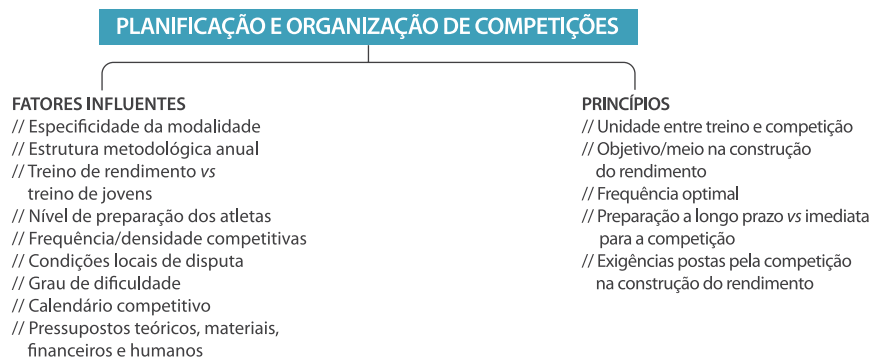 PLANIFICAÇÃO E ORGANIZAÇÃO DE COMPETIÇÕES
FATORES INFLUENTES
// Especificidade da modalidade
// Estrutura metodológica anual
// Treino de rendimento vs
treino de jovens
// Nível de preparação dos atletas
// Frequência/densidade competitivas
// Condições locais de disputa
// Grau de dificuldade
// Calendário competitivo
// Pressupostos teóricos, materiais,
financeiros e humanos
PRINCÍPIOS
// Unidade entre treino e competição
// Objetivo/meio na construção
do rendimento
// Frequência optimal
// Preparação a longo prazo vs imediata
para a competição
// Exigências postas pela competição
na construção do rendimento